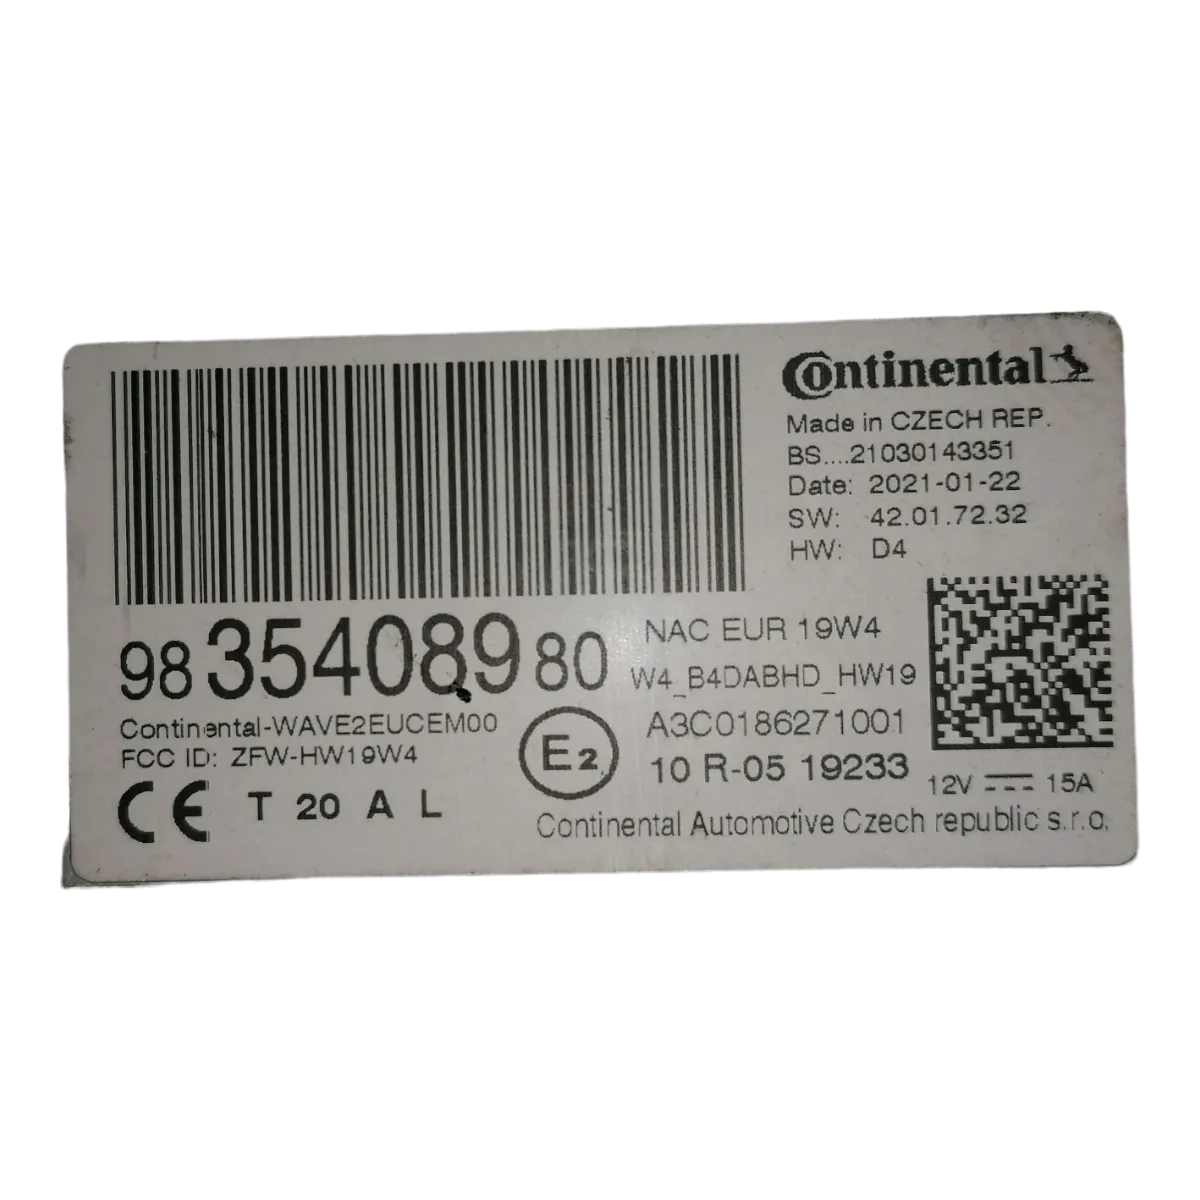 Continental
Made in CZECH REP.
BS....21030143351
Date: 2021-01-22
SW: 42.01.72.32
HW: D4
98 354089 80
NAC EUR 19W4
W4_B4DABHD_HW19
Continental-WAVE2EUCEM00
A3C0186271001
FCC ID: ZFW-HW19W4
E2
10 R-05 19233
12V 15A
CE T 20 A L
Continental Automotive Czech republic s.r.o.